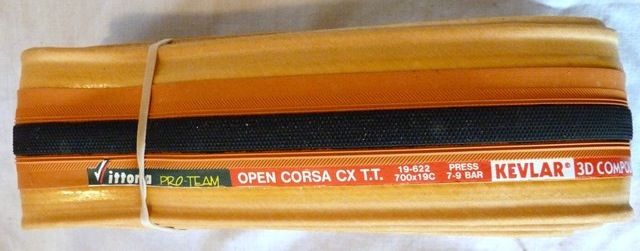 Vittoria PRO-TEAM OPEN CORSA CX T.T. 19-622 PRESS KEVLAR® 3D COMPO
700x19C 7-9 BAR